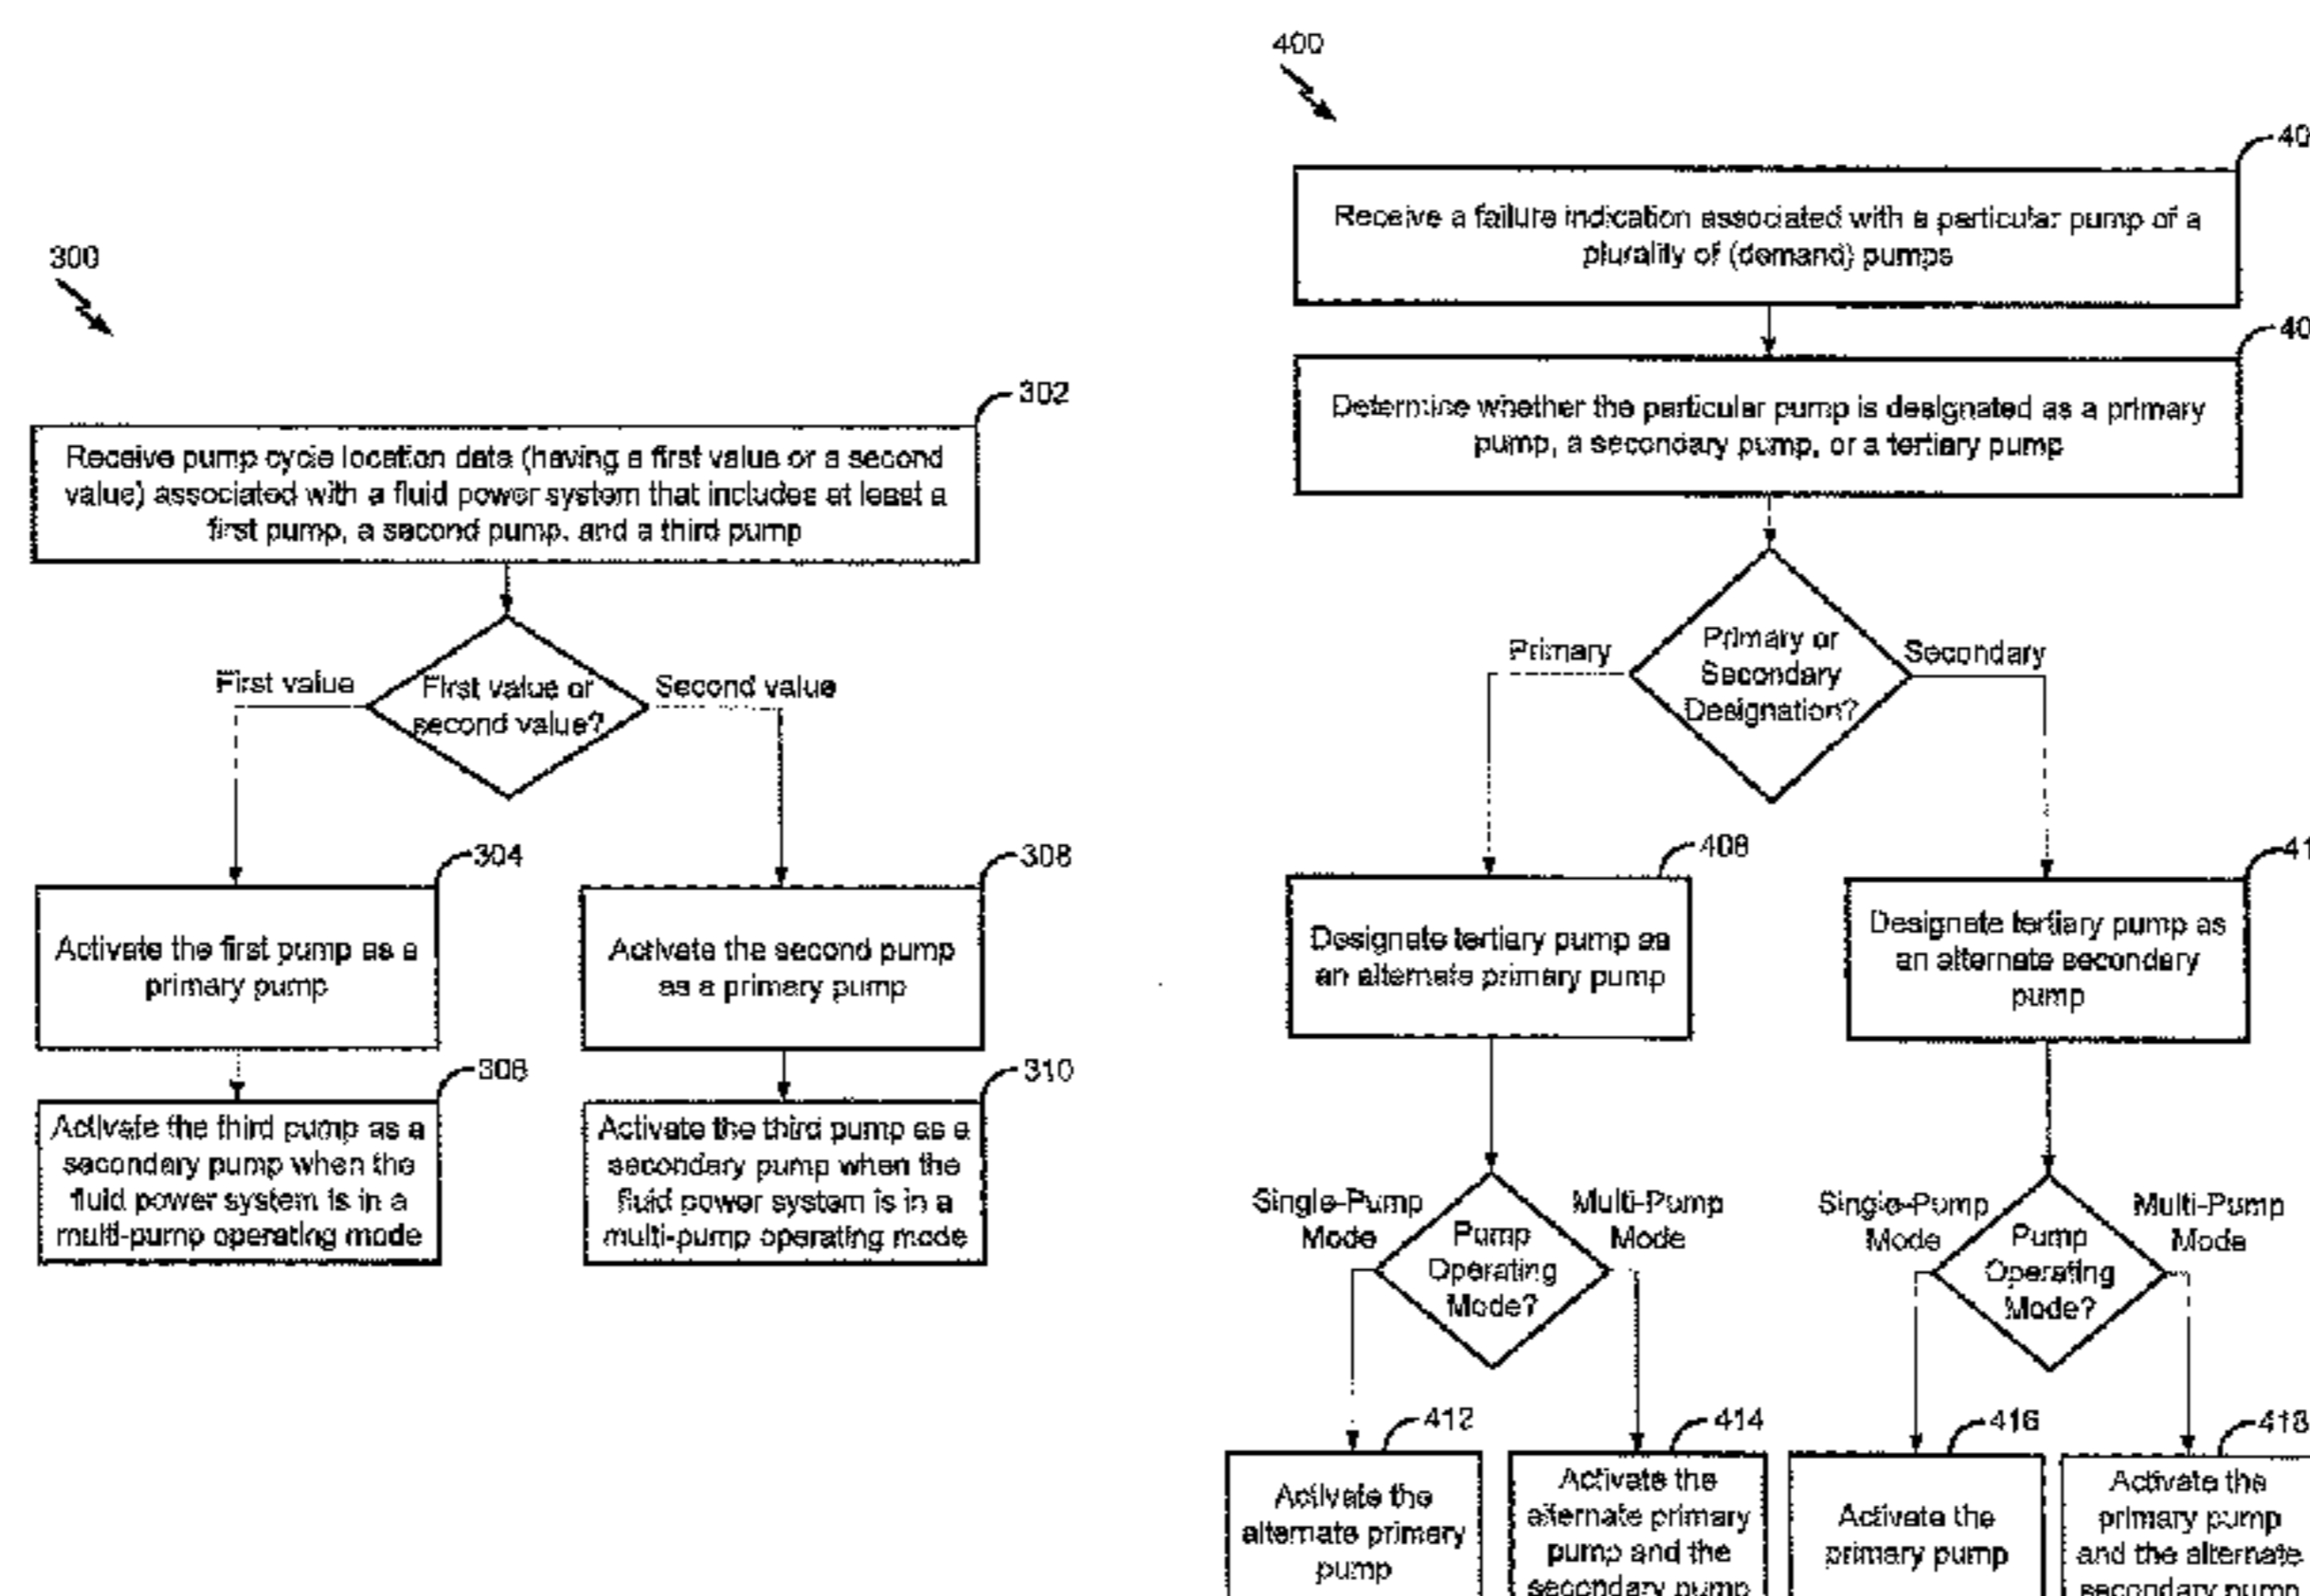 300
302
Receive pump cycle location data (having a first value or a second
value) associated with a fluid power system that includes at least a
first pump, a second pump, and a third pump
First value
First value or
second value?
Second value
304
Activate the first pump as a
primary pump
308
Activate the second pump
as a primary pump
306
Activate the third pump as a
secondary pump when the
fluid power system is in a
multi-pump operating mode
310
Activate the third pump as a
secondary pump when the
fluid power system is in a
multi-pump operating mode
400
40
Receive a failure indication associated with a particular pump of a
plurality of (demand) pumps
40
Determine whether the particular pump is designated as a primary
pump, a secondary pump, or a tertiary pump
Primary
Primary or
Secondary
Designation?
Secondary
408
Designate tertiary pump as
an alternate primary pump
41
Designate tertiary pump as
an alternate secondary
pump
Single-Pump
Mode
Pump
Operating
Mode?
Multi-Pump
Mode
Single-Pump
Mode
Pump
Operating
Mode?
Multi-Pump
Mode
412
Activate the
alternate primary
pump
414
Activate the
alternate primary
pump and the
secondary pump
416
Activate the
primary pump
418
Activate the
primary pump
and the alternate
secondary pump